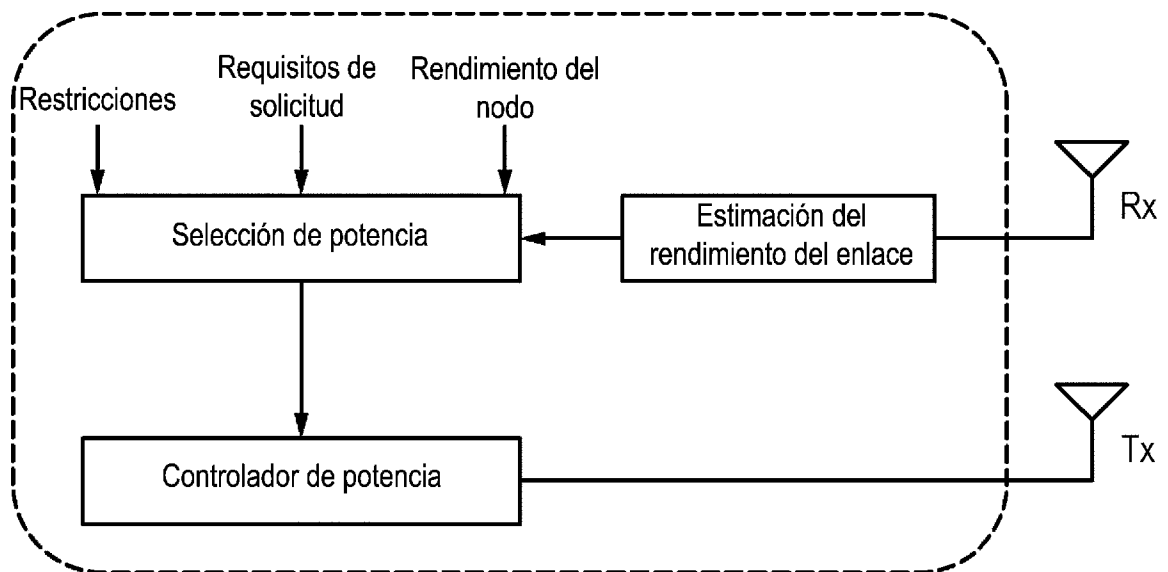 Restricciones
Requisitos de
solicitud
Rendimiento del
nodo
Selección de potencia
Estimación del
rendimiento del enlace
Rx
Controlador de potencia
Tx